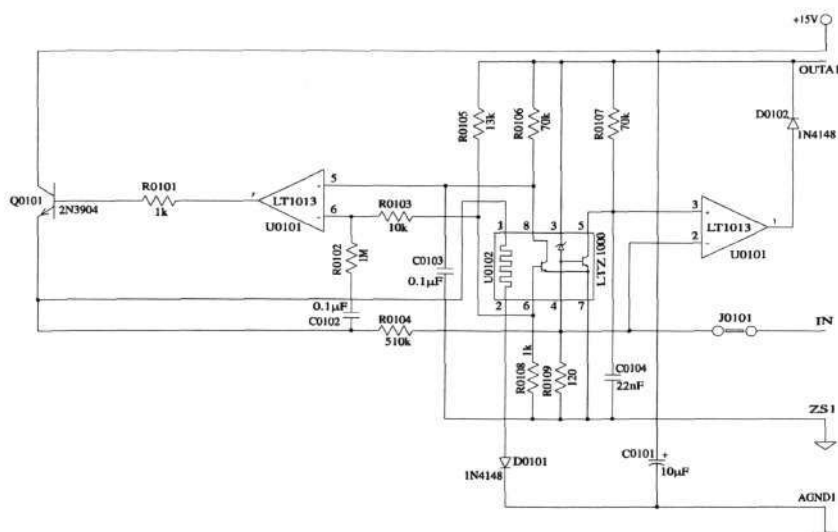 +15V
OUTA1
R0105
13k
R0106
70k
R0107
70k
D0102
1N4148
Q0101
2N3904
R0101
1k
7
LT1013
U0101
5
6
-
R0103
10k
R0102
1M
C0103
0.1µF
0.1µF
C0102
R0104
510k
1
8
3
5
U0102
LTZ1000
2
6
4
7
3
+
2
-
LT1013
1
U0101
J0101
IN
R0108
1k
R0109
120
C0104
22nF
ZS1
D0101
1N4148
C0101
+
10µF
AGND1